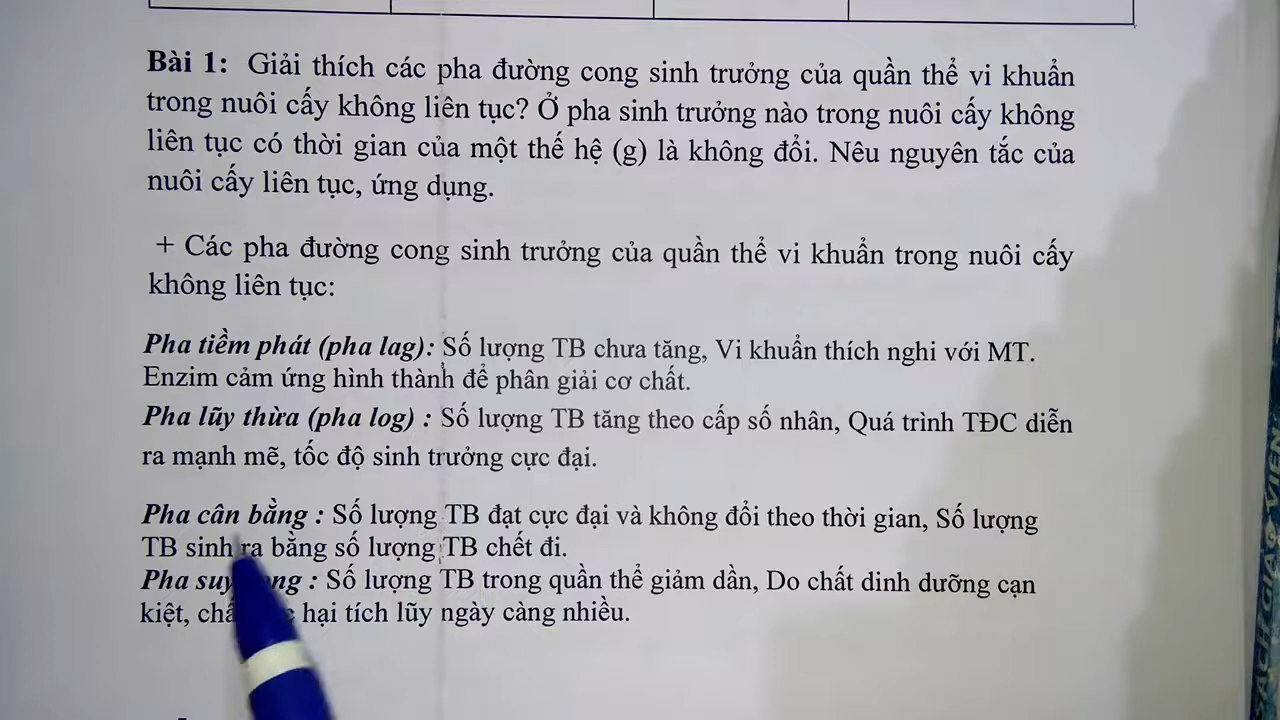 Bài 1: Giải thích các pha đường cong sinh trưởng của quần thể vi khuẩn
trong nuôi cấy không liên tục? Ở pha sinh trưởng nào trong nuôi cấy không
liên tục có thời gian của một thế hệ (g) là không đổi. Nêu nguyên tắc của
nuôi cấy liên tục, ứng dụng.
+ Các pha đường cong sinh trưởng của quần thể vi khuẩn trong nuôi cấy
không liên tục:
Pha tiềm phát (pha lag): Số lượng TB chưa tăng, Vi khuẩn thích nghi với MT.
Enzim cảm ứng hình thành để phân giải cơ chất.
Pha lũy thừa (pha log) : Số lượng TB tăng theo cấp số nhân, Quá trình TĐC diễn
ra mạnh mẽ, tốc độ sinh trưởng cực đại.
Pha cân bằng : Số lượng TB đạt cực đại và không đổi theo thời gian, Số lượng
TB sinh ra bằng số lượng TB chết đi.
Pha : Số lượng TB trong quần thể giảm dần, Do chất dinh dưỡng cạn
kiệt, hại tích lũy ngày càng nhiều.